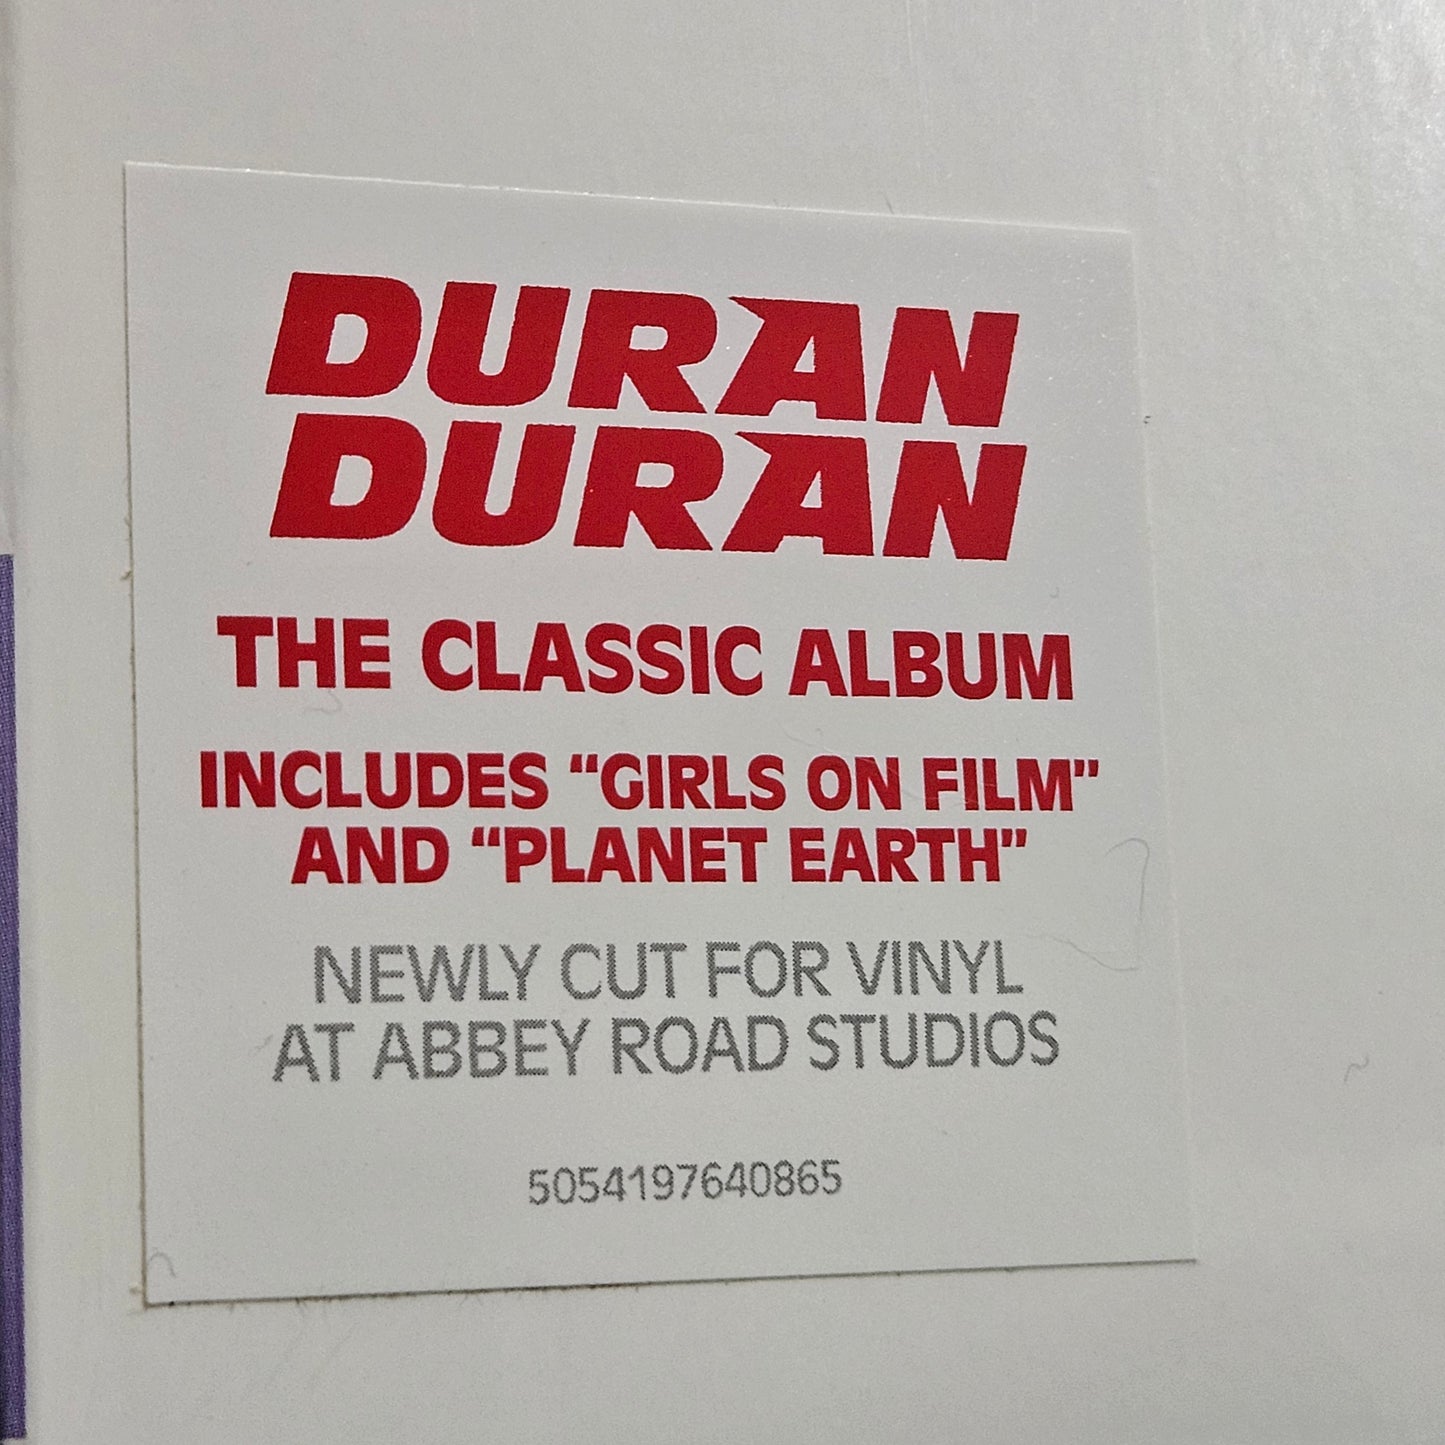 DURAN
DURAN
THE CLASSIC ALBUM
INCLUDES “GIRLS ON FILM”
AND “PLANET EARTH”
NEWLY CUT FOR VINYL
AT ABBEY ROAD STUDIOS
5054197640865